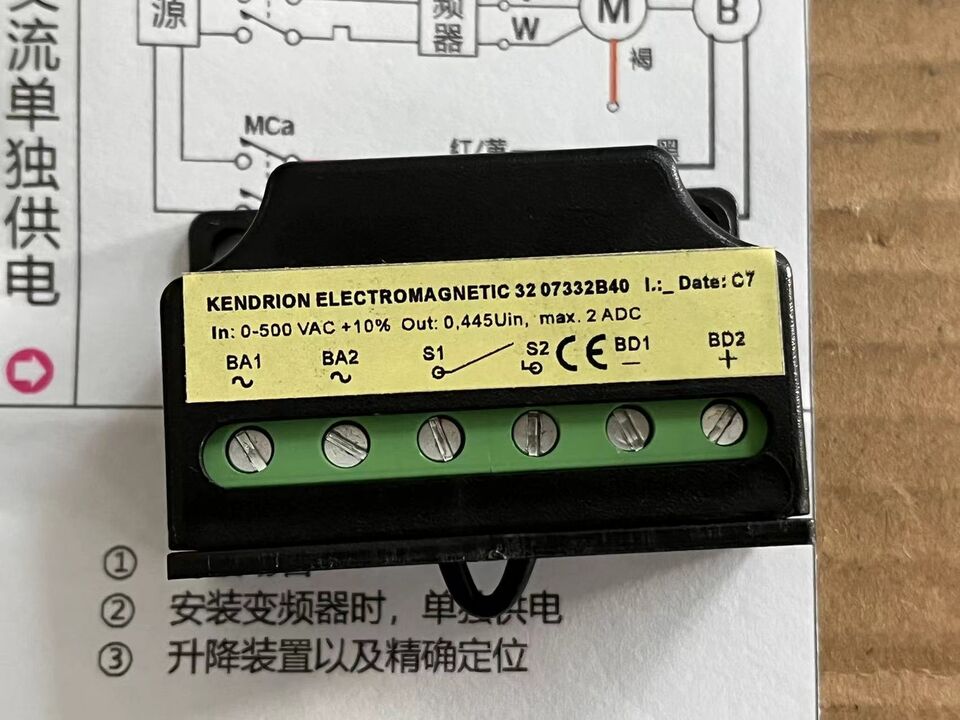 源
频
器
W
M
B
褐
MCa
红/黄
黑
流单独供电
KENDRION ELECTROMAGNETIC 32 07332B40 I.:_ Date: C7
In: 0-500 VAC +10% Out: 0,445Uin, max. 2 ADC
BA1 BA2 S1 S2 CE BD1 BD2
~ ~ − +
①
② 安装变频器时，单独供电
③ 升降装置以及精确定位